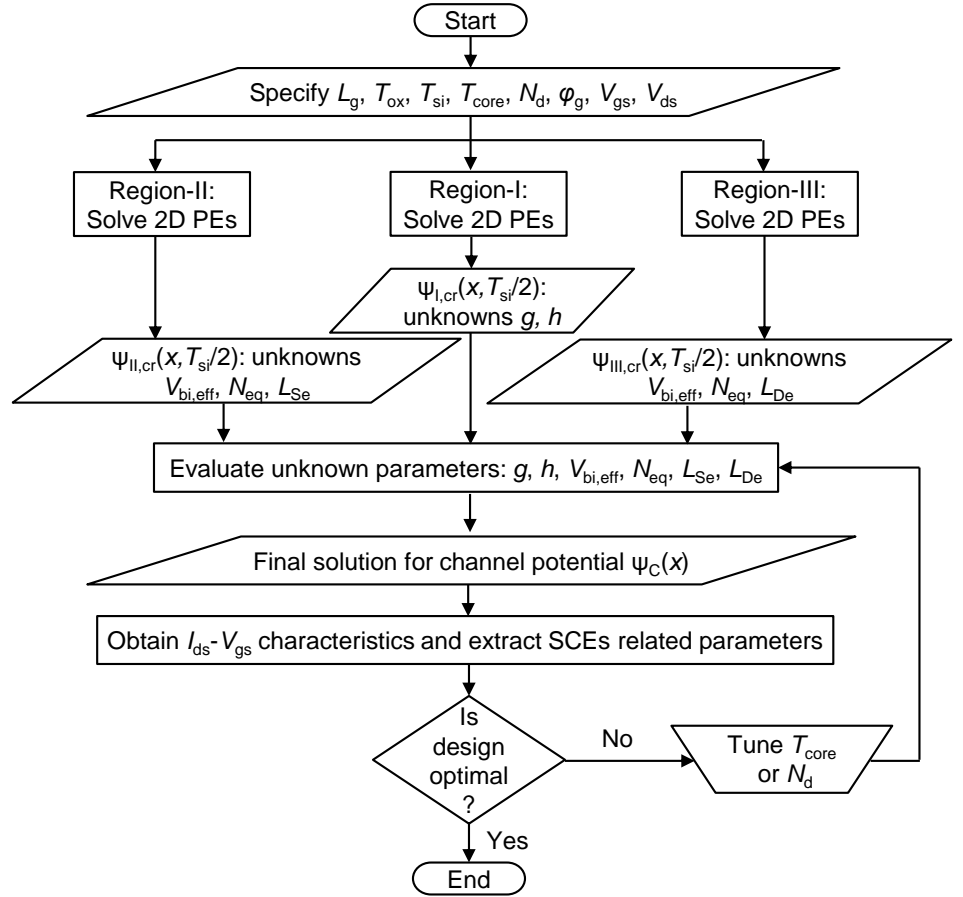 Start
Specify L_g, T_ox, T_si, T_core, N_d, φ_g, V_gs, V_ds
Region-II:
Solve 2D PEs
Region-I:
Solve 2D PEs
Region-III:
Solve 2D PEs
ψ_I,cr(x,T_si/2):
unknowns g, h
ψ_II,cr(x,T_si/2): unknowns
V_bi,eff, N_eq, L_Se
ψ_III,cr(x,T_si/2): unknowns
V_bi,eff, N_eq, L_De
Evaluate unknown parameters: g, h, V_bi,eff, N_eq, L_Se, L_De
Final solution for channel potential ψ_C(x)
Obtain I_ds-V_gs characteristics and extract SCEs related parameters
Is
design
optimal
?
No
Tune T_core
or N_d
Yes
End